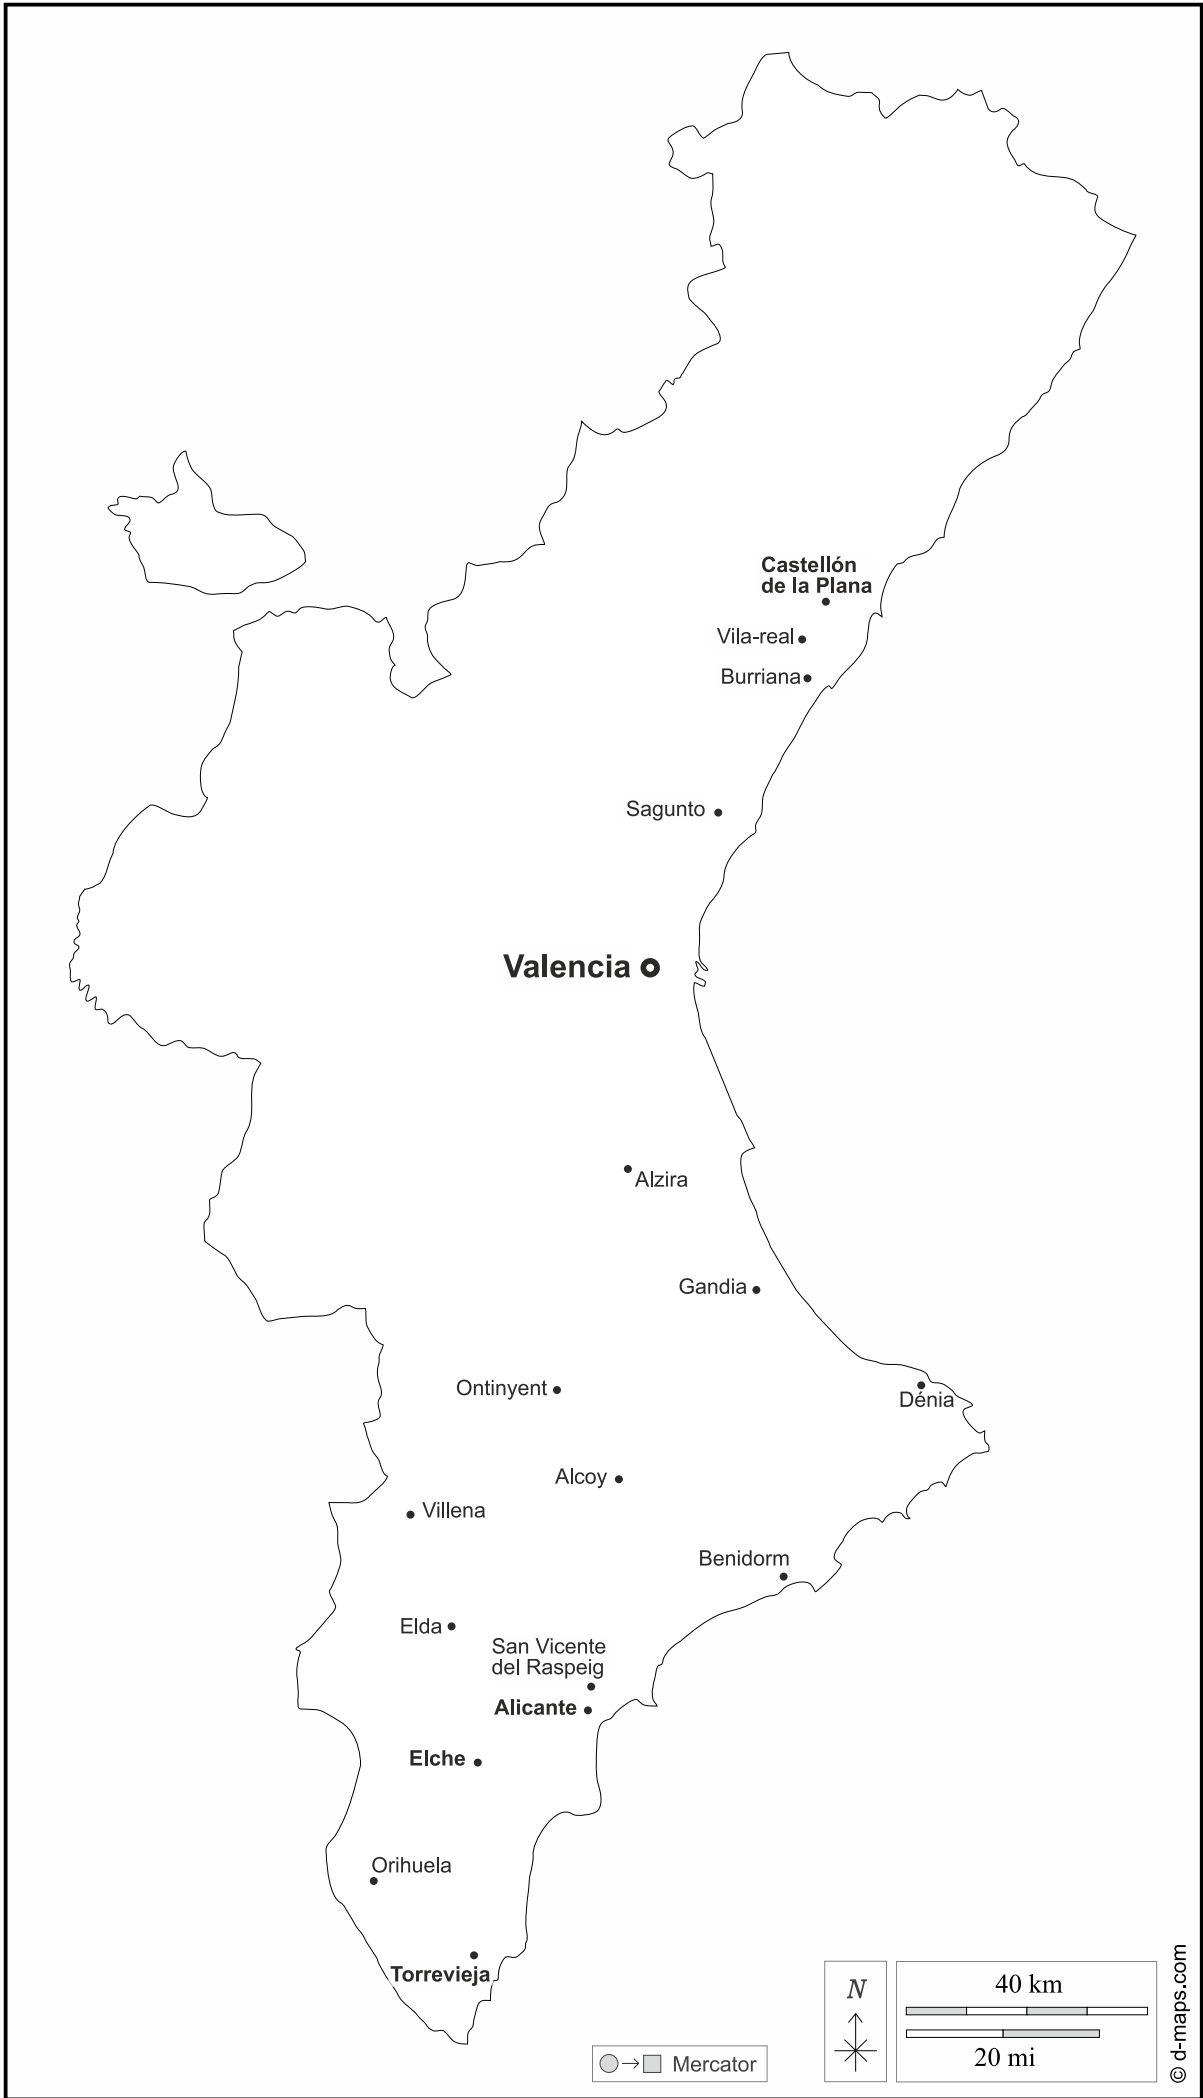 Castellón
de la Plana
Vila-real
Burriana
Sagunto
Valencia
Alzira
Gandia
Ontinyent
Dénia
Alcoy
Villena
Benidorm
Elda
San Vicente
del Raspeig
Alicante
Elche
Orihuela
Torrevieja
N
40 km
20 mi
Mercator
© d-maps.com